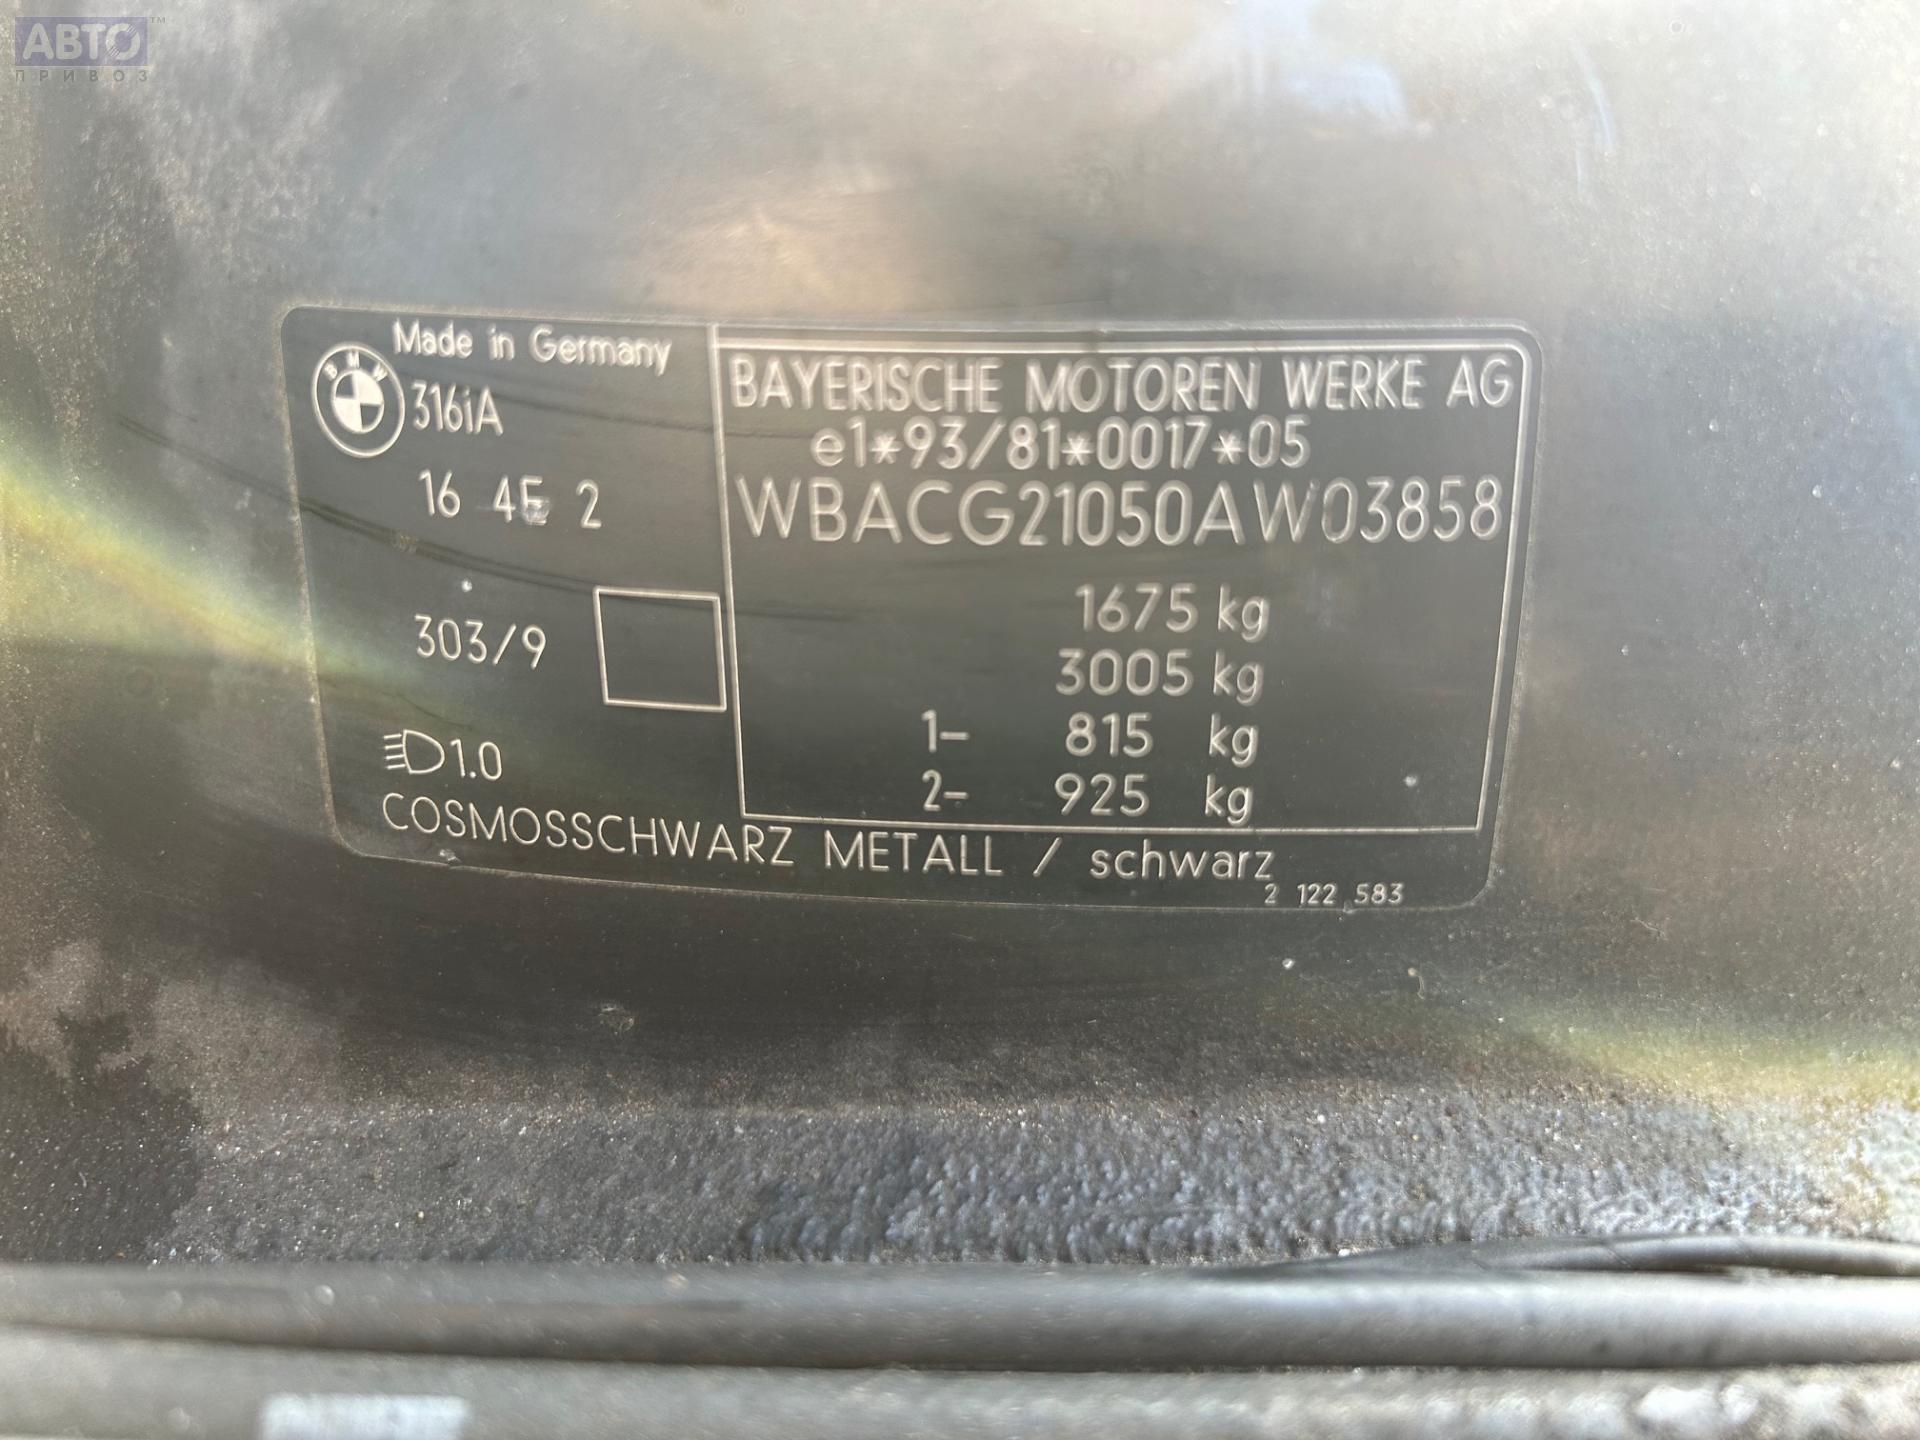 АВТО™
ПРИВОЗ
Made in Germany
BMW
316iA
16 4E 2
303/9
1.0
BAYERISCHE MOTOREN WERKE AG
e1*93/81*0017*05
WBACG21050AW03858
1675 kg
3005 kg
1- 815 kg
2- 925 kg
COSMOSSCHWARZ METALL / schwarz
2 122 583